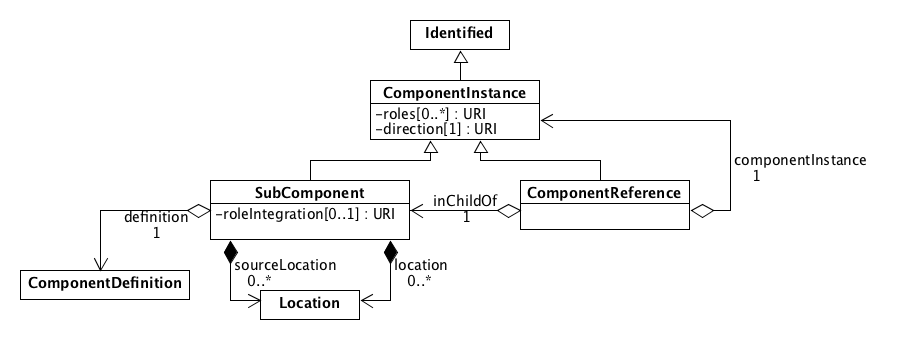 Identified
ComponentInstance
-roles[0..*] : URI
-direction[1] : URI
componentInstance
1
SubComponent
-roleIntegration[0..1] : URI
inChildOf
1
ComponentReference
definition
1
sourceLocation
0..*
location
0..*
ComponentDefinition
Location